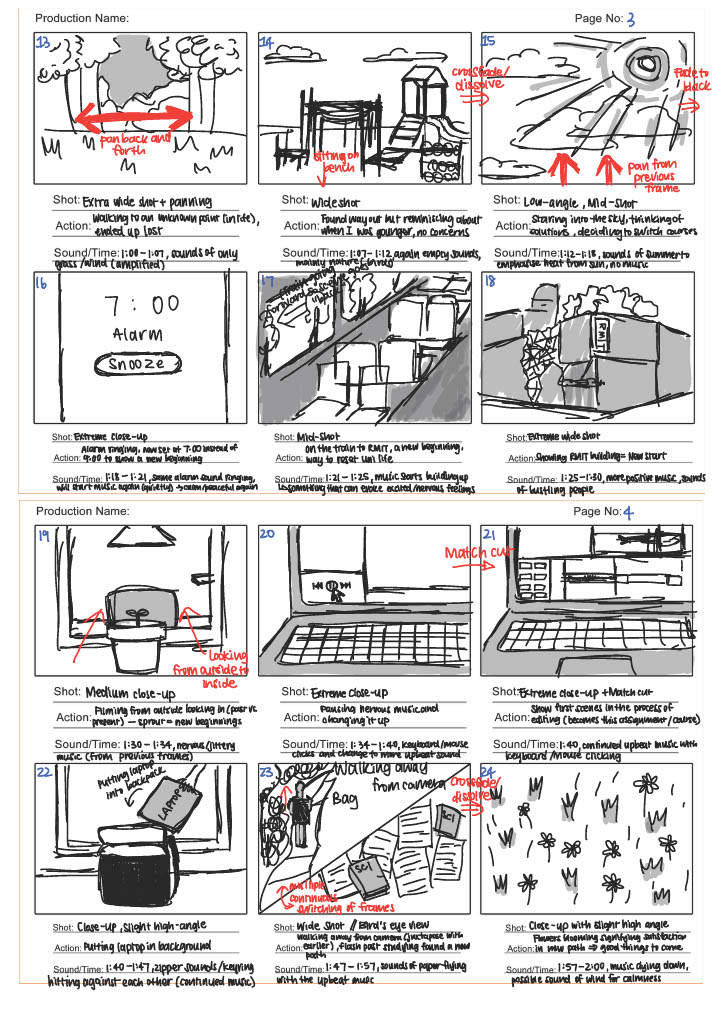 Production Name:
Page No: 3
13
pan back and
forth
Shot: Extra wide shot + panning
Action: Walking to an unknown point (in life),
ended up lost
Sound/Time: 1:00-1:07, sounds of only
grass/wind (amplified)
14
crossfade/
dissolve
sitting on
bench
Shot: Wide shot
Action: Found way out but reminiscing about
when I was younger, no concerns
Sound/Time: 1:07-1:12, again empty sounds,
mainly nature sounds
15
Fade to
black
pan from
previous
frame
Shot: Low-angle, Mid-shot
Action: Staring into the sky, thinking of
solutions, deciding to switch courses
Sound/Time: 1:12-1:18, sounds of summer to
emphasise heat from sun, no music
16
7:00
Alarm
Snooze
Shot: Extreme Close-up
Alarm ringing, now set at 7:00 instead of
Action: 9:00 to show a new beginning
Sound/Time: 1:18-1:21, same alarm sound ringing,
will start music again (quietly) → calm/peaceful again
17
Train going
forward so scene goes
back
Shot: Mid-shot
on the train to RMIT, a new beginning,
Action: way to reset uni life
Sound/Time: 1:21-1:25, music starts building up
↳ something that can evoke excited/nervous feelings
18
RMIT
Shot: Extreme wide shot
Action: Showing RMIT building = New start
Sound/Time: 1:25-1:30, more positive music, sounds
of bustling people
Production Name:
Page No: 4
19
Looking
from outside to
inside
Shot: Medium close-up
Action: Filming from outside looking in (past vs
present) — sprout = new beginnings
Sound/Time: 1:30-1:34, nervous/jittery
music (from previous frames)
20
Match cut
Shot: Extreme close-up
Action: Pausing nervous music and
changing it up
Sound/Time: 1:34-1:40, keyboard/mouse
clicks and change to more upbeat sound
21
Shot: Extreme close-up + Match cut
Action: Show first scenes in the process of
editing (becomes this assignment/course)
Sound/Time: 1:40, continued upbeat music with
keyboard/mouse clicking
22
Putting laptop
into backpack
LAPTOP
Shot: Close-up, slight high-angle
Action: Putting laptop in background
Sound/Time: 1:40-1:47, zipper sounds/keyring
hitting against each other (continued music)
23
Walking away
from camera
Bag
crossfade/
dissolve
SCI
SCI
multiple
continuous
switching of frames
Shot: Wide Shot // Bird's eye view
walking away from camera (juxtapose with
Action: earlier), flash past studying found a new
path
Sound/Time: 1:47-1:57, sounds of paper flying
with the upbeat music
24
Shot: Close-up with slight high angle
Flowers blooming signifying satisfaction
Action: in new path ⇒ good things to come
Sound/Time: 1:57-2:00, music dying down,
possible sound of wind for calmness